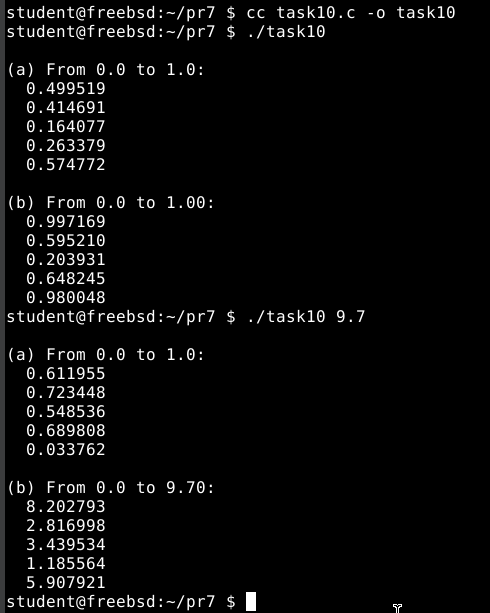 student@freebsd:~/pr7 $ cc task10.c -o task10
student@freebsd:~/pr7 $ ./task10

(a) From 0.0 to 1.0:
  0.499519
  0.414691
  0.164077
  0.263379
  0.574772

(b) From 0.0 to 1.00:
  0.997169
  0.595210
  0.203931
  0.648245
  0.980048
student@freebsd:~/pr7 $ ./task10 9.7

(a) From 0.0 to 1.0:
  0.611955
  0.723448
  0.548536
  0.689808
  0.033762

(b) From 0.0 to 9.70:
  8.202793
  2.816998
  3.439534
  1.185564
  5.907921
student@freebsd:~/pr7 $